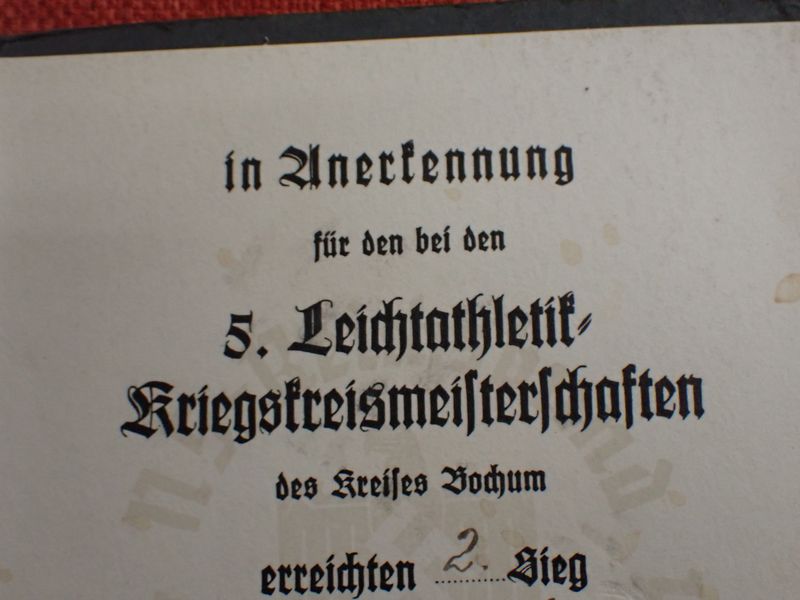 in Anerkennung
für den bei den
5. Leichtathletik-
Kriegskreismeiſterſchaften
des Kreiſes Bochum
erreichten 2. Sieg